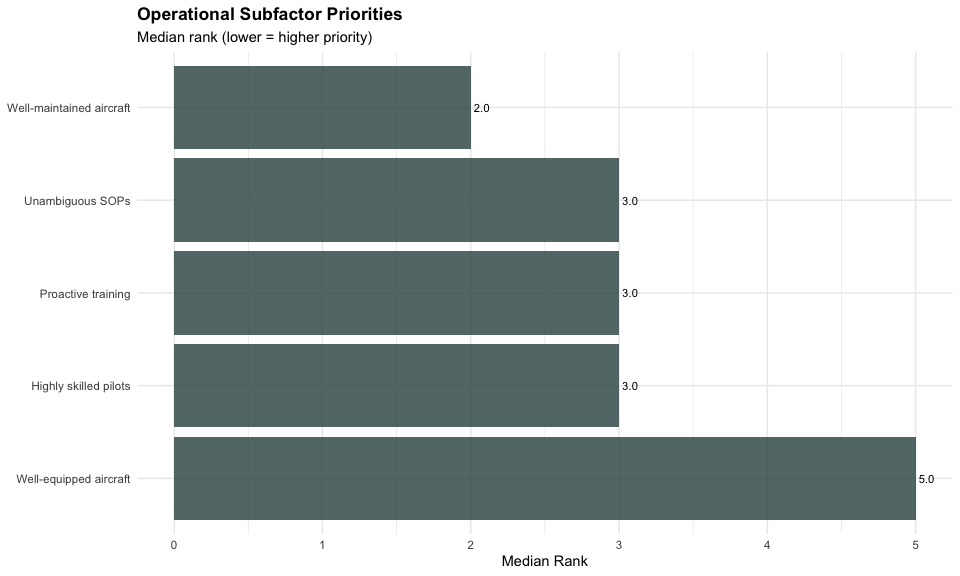 Operational Subfactor Priorities
Median rank (lower = higher priority)
Well-maintained aircraft
2.0
Unambiguous SOPs
3.0
Proactive training
3.0
Highly skilled pilots
3.0
Well-equipped aircraft
5.0
0 1 2 3 4 5
Median Rank